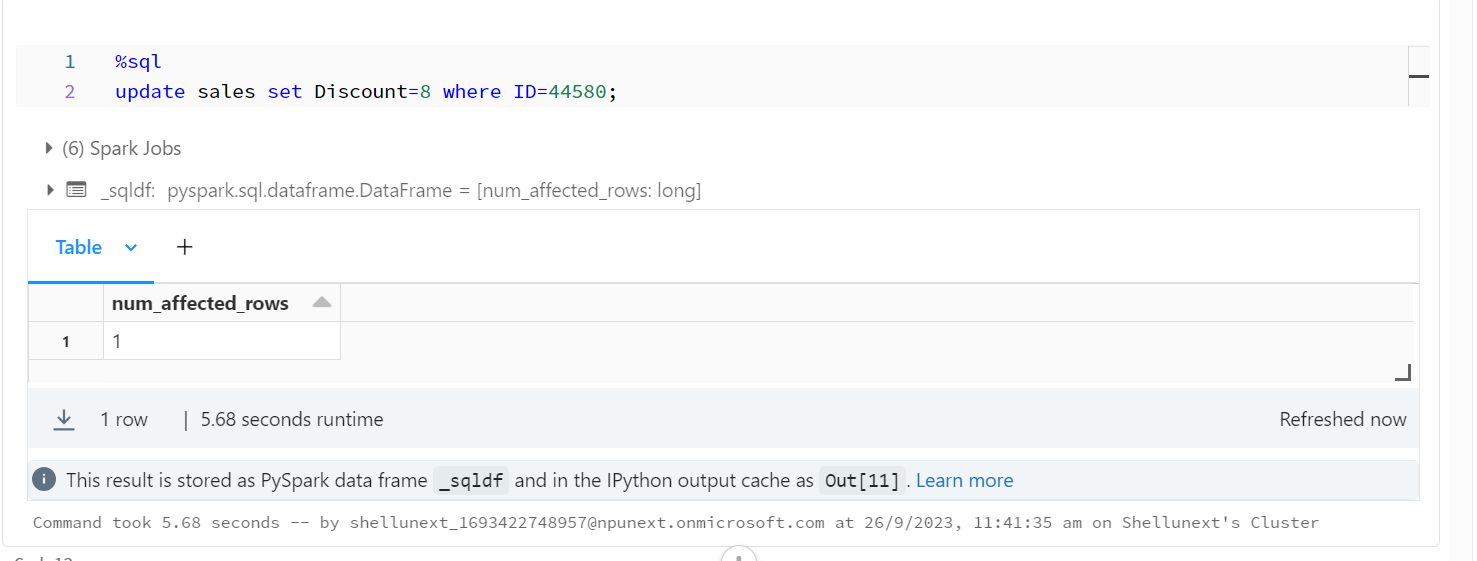 1 %sql
2 update sales set Discount=8 where ID=44580;
(6) Spark Jobs
_sqldf: pyspark.sql.dataframe.DataFrame = [num_affected_rows: long]
Table +
num_affected_rows
1 1
1 row | 5.68 seconds runtime Refreshed now
This result is stored as PySpark data frame _sqldf and in the IPython output cache as Out[11] . Learn more
Command took 5.68 seconds -- by shellunext_1693422748957@npunext.onmicrosoft.com at 26/9/2023, 11:41:35 am on Shellunext's Cluster